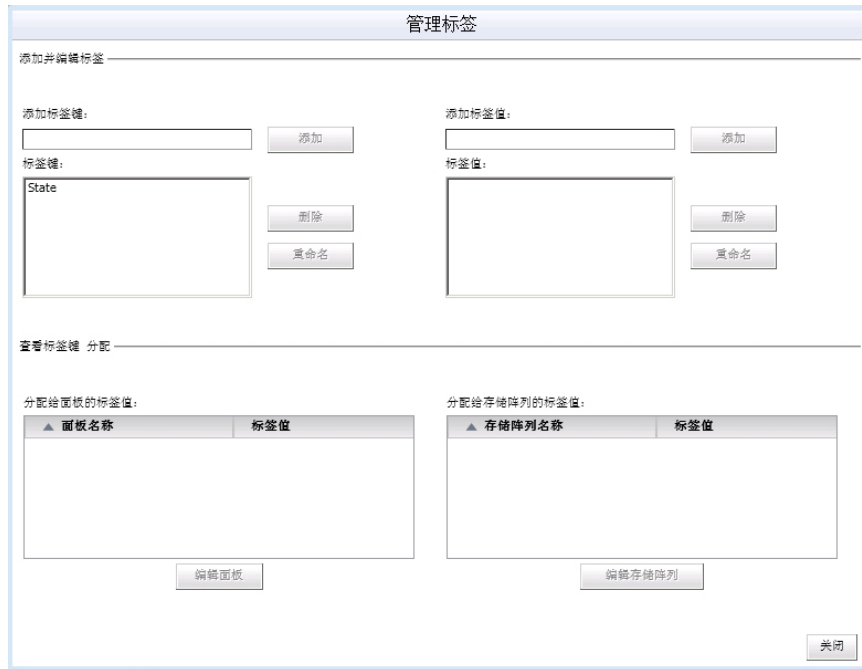 管理标签
添加并编辑标签
添加标签键: 添加标签值:
添加 添加
标签键: 标签值:
State
删除 删除
重命名 重命名
查看标签键 分配
分配给面板的标签值: 分配给存储阵列的标签值:
面板名称 标签值 存储阵列名称 标签值
编辑面板 编辑存储阵列
关闭